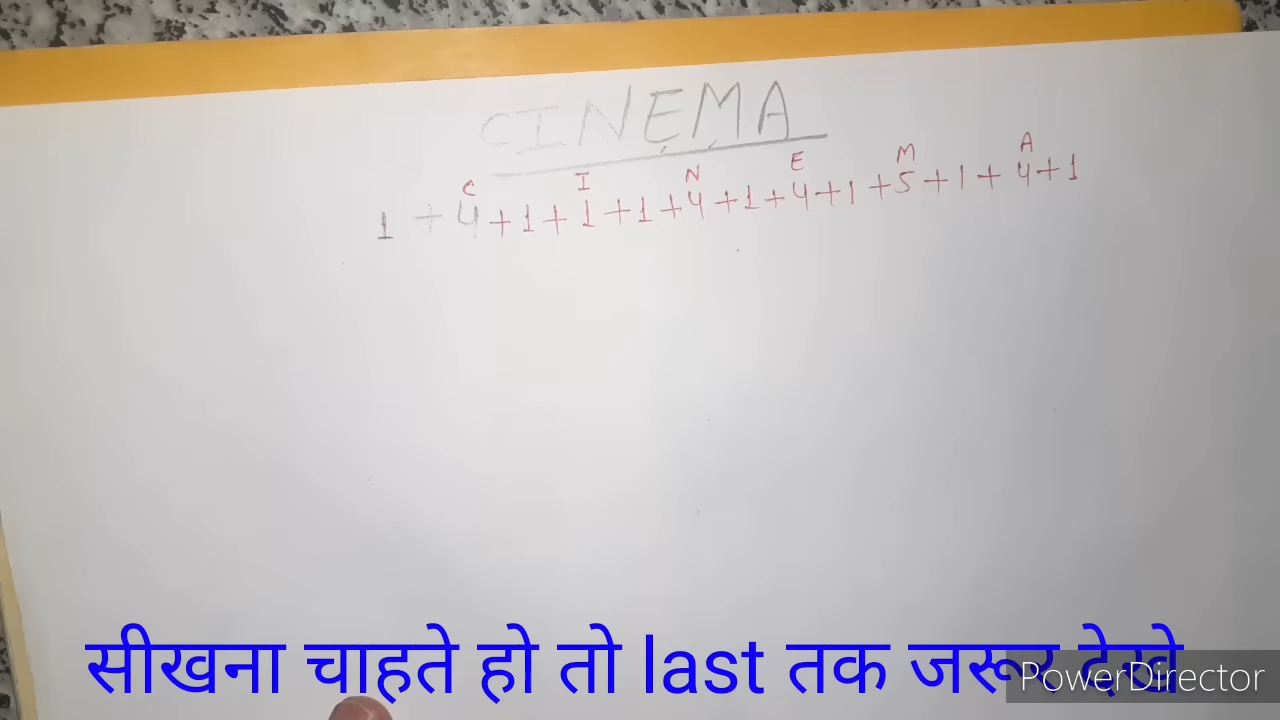 CINEMA
C I N E M A
1 + 4 + 1 + 1 + 1 + 4 + 1 + 4 + 1 + 5 + 1 + 4 + 1
सीखना चाहते हो तो last तक जरूर देखे
PowerDirector